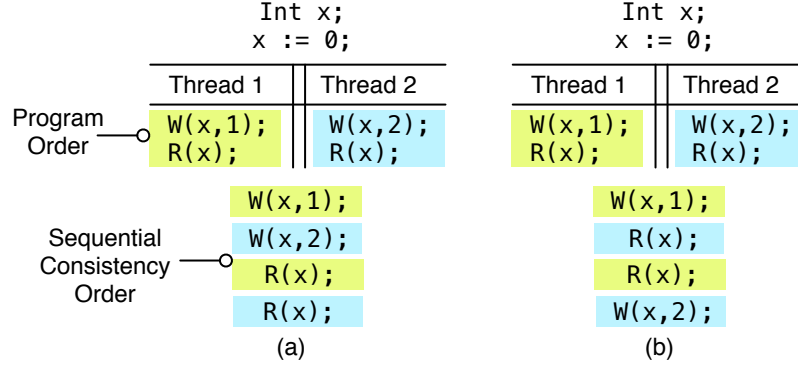 Int x;
x := 0;
Thread 1
Thread 2
Program
Order
W(x,1);
R(x);
W(x,2);
R(x);
Sequential
Consistency
Order
W(x,1);
W(x,2);
R(x);
R(x);
(a)
Int x;
x := 0;
Thread 1
Thread 2
W(x,1);
R(x);
W(x,2);
R(x);
W(x,1);
R(x);
R(x);
W(x,2);
(b)